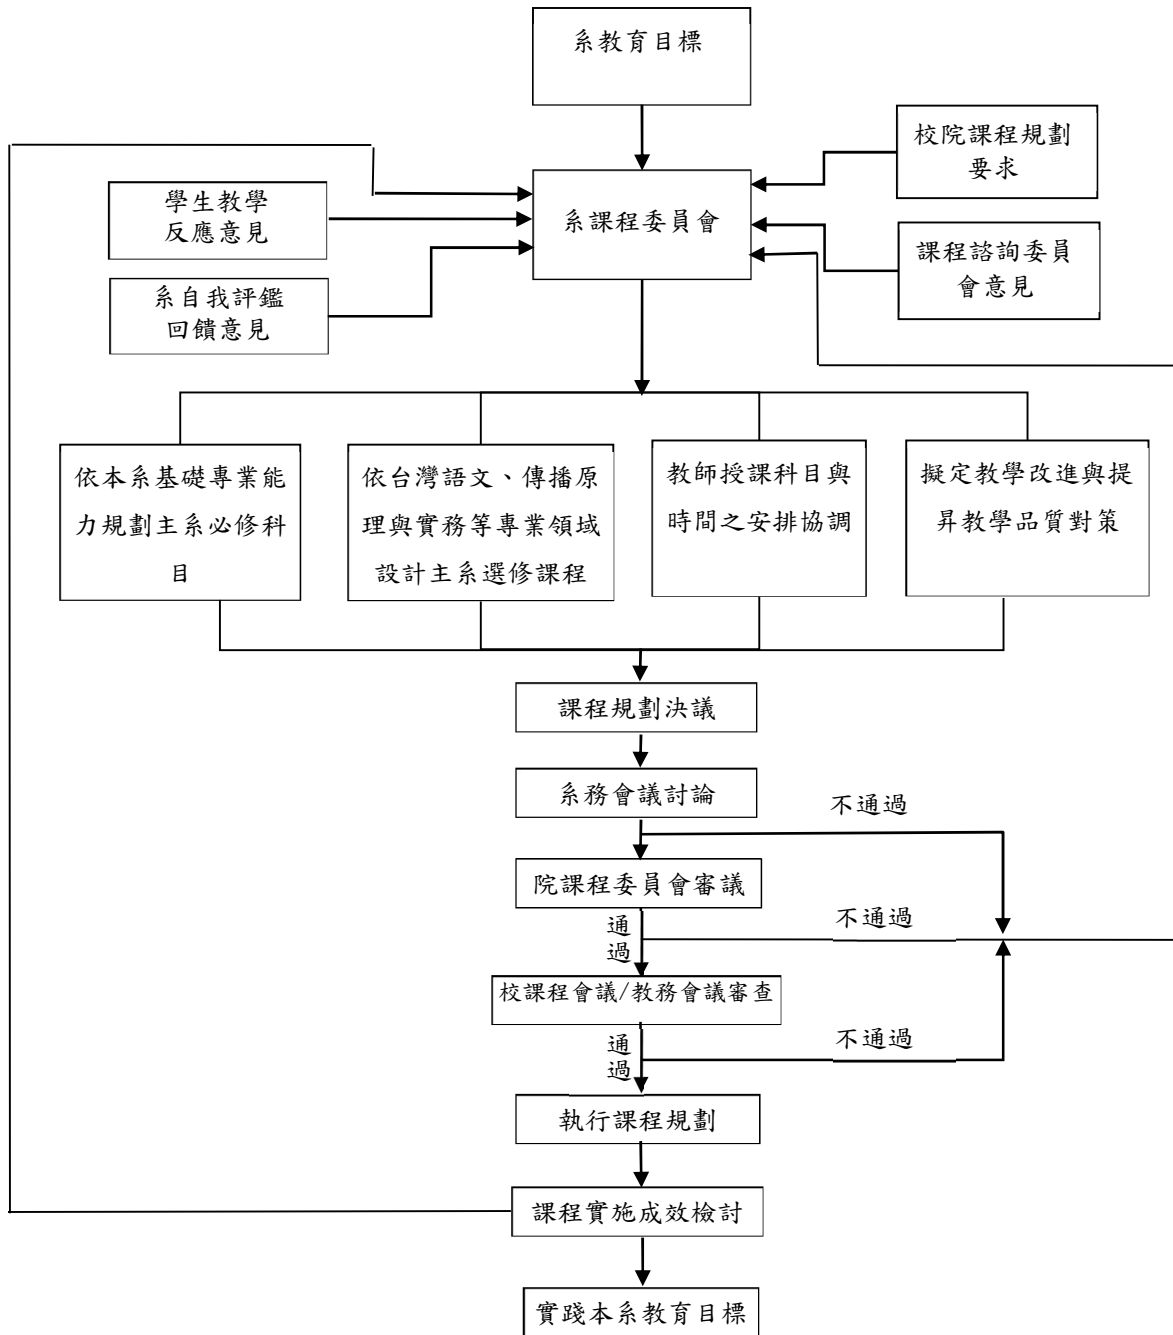 系教育目標
校院課程規劃
要求
學生教學
反應意見
系課程委員會
課程諮詢委員
會意見
系自我評鑑
回饋意見
依本系基礎專業能
力規劃主系必修科
目
依台灣語文、傳播原
理與實務等專業領域
設計主系選修課程
教師授課科目與
時間之安排協調
擬定教學改進與提
昇教學品質對策
課程規劃決議
系務會議討論
不通過
院課程委員會審議
通
過
不通過
校課程會議/教務會議審查
通
過
不通過
執行課程規劃
課程實施成效檢討
實踐本系教育目標